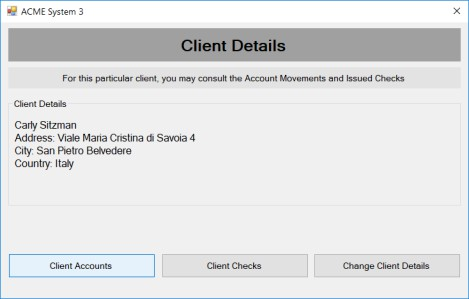 ACME System 3
Client Details
For this particular client, you may consult the Account Movements and Issued Checks
Client Details
Carly Sitzman
Address: Viale Maria Cristina di Savoia 4
City: San Pietro Belvedere
Country: Italy
Client Accounts
Client Checks
Change Client Details